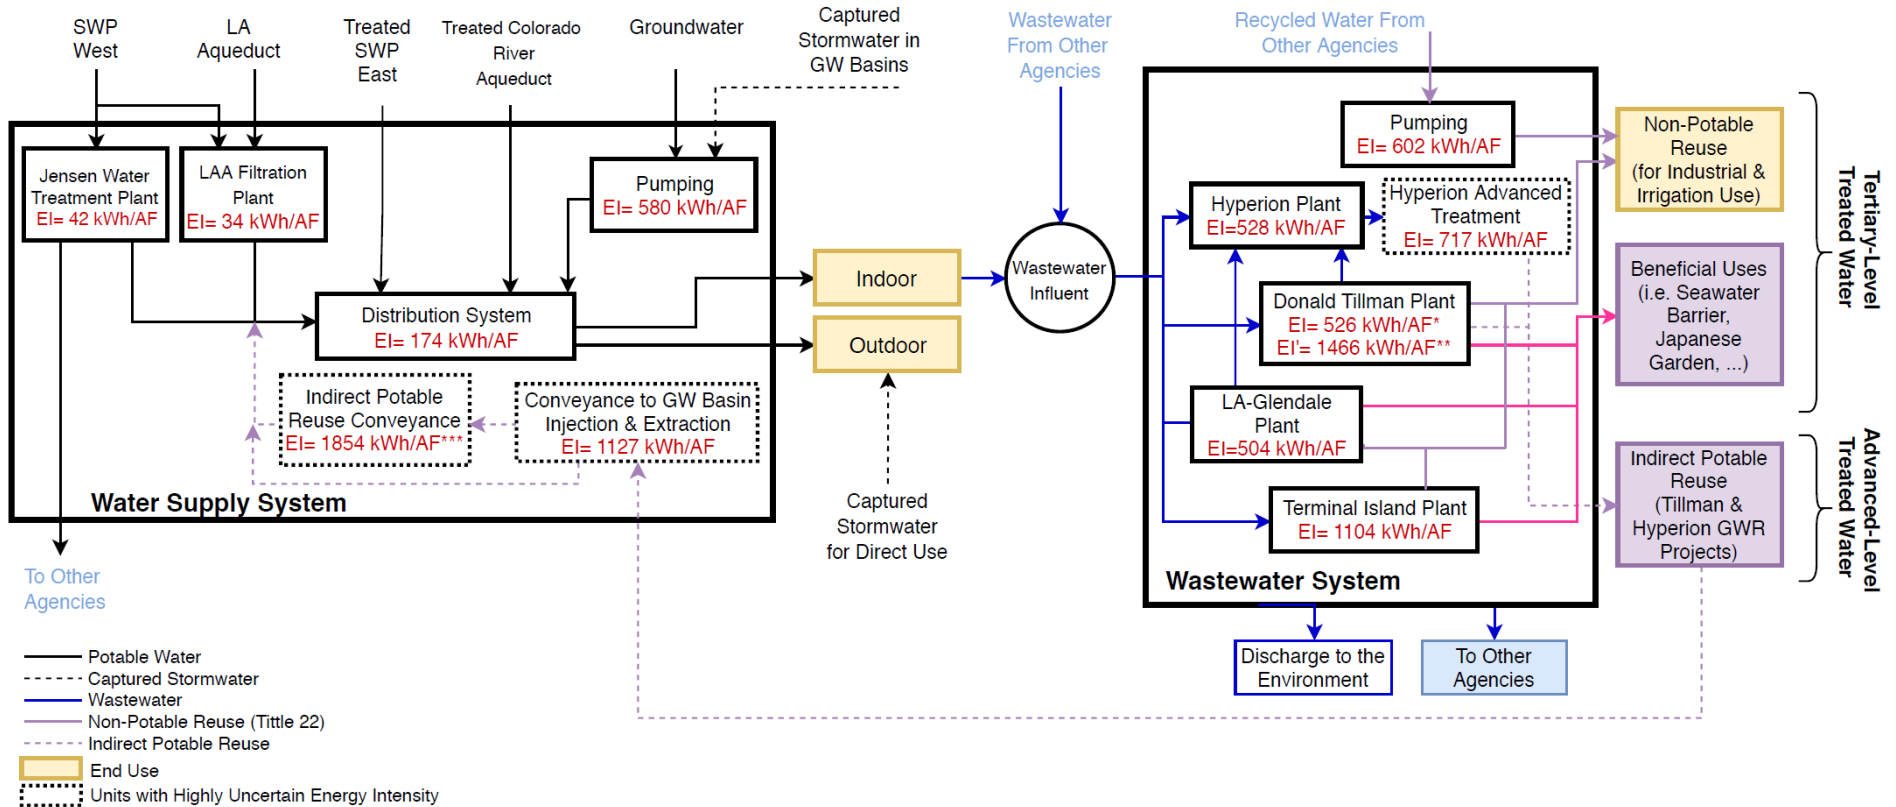 SWP
West
LA
Aqueduct
Treated
SWP
East
Treated Colorado
River
Aqueduct
Groundwater
Captured
Stormwater in
GW Basins
Wastewater
From Other
Agencies
Recycled Water From
Other Agencies
Jensen Water
Treatment Plant
EI= 42 kWh/AF
LAA Filtration
Plant
EI= 34 kWh/AF
Pumping
EI= 580 kWh/AF
Distribution System
EI= 174 kWh/AF
Indirect Potable
Reuse Conveyance
EI= 1854 kWh/AF***
Conveyance to GW Basin
Injection & Extraction
EI= 1127 kWh/AF
Water Supply System
To Other
Agencies
Indoor
Outdoor
Captured
Stormwater
for Direct Use
Wastewater
Influent
Pumping
EI= 602 kWh/AF
Hyperion Plant
EI=528 kWh/AF
Hyperion Advanced
Treatment
EI= 717 kWh/AF
Donald Tillman Plant
EI= 526 kWh/AF*
EI'= 1466 kWh/AF**
LA-Glendale
Plant
EI=504 kWh/AF
Terminal Island Plant
EI= 1104 kWh/AF
Wastewater System
Discharge to the
Environment
To Other
Agencies
Non-Potable
Reuse
(for Industrial &
Irrigation Use)
Beneficial Uses
(i.e. Seawater
Barrier,
Japanese
Garden, ...)
Indirect Potable
Reuse
(Tillman &
Hyperion GWR
Projects)
Tertiary-Level
Treated Water
Advanced-Level
Treated Water
Potable Water
Captured Stormwater
Wastewater
Non-Potable Reuse (Tittle 22)
Indirect Potable Reuse
End Use
Units with Highly Uncertain Energy Intensity